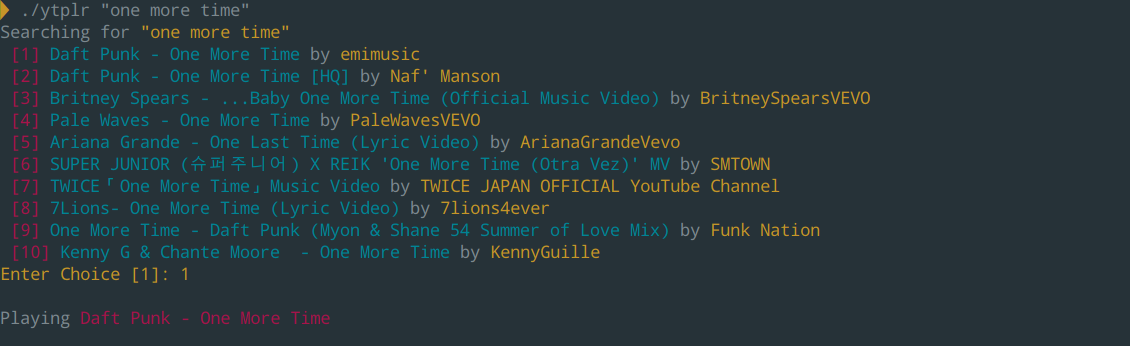 ./ytplr "one more time"
Searching for "one more time"
[1] Daft Punk - One More Time by emimusic
[2] Daft Punk - One More Time [HQ] by Naf' Manson
[3] Britney Spears - ...Baby One More Time (Official Music Video) by BritneySpearsVEVO
[4] Pale Waves - One More Time by PaleWavesVEVO
[5] Ariana Grande - One Last Time (Lyric Video) by ArianaGrandeVevo
[6] SUPER JUNIOR (슈퍼주니어) X REIK 'One More Time (Otra Vez)' MV by SMTOWN
[7] TWICE「One More Time」Music Video by TWICE JAPAN OFFICIAL YouTube Channel
[8] 7Lions- One More Time (Lyric Video) by 7lions4ever
[9] One More Time - Daft Punk (Myon & Shane 54 Summer of Love Mix) by Funk Nation
[10] Kenny G & Chante Moore  - One More Time by KennyGuille
Enter Choice [1]: 1
Playing Daft Punk - One More Time